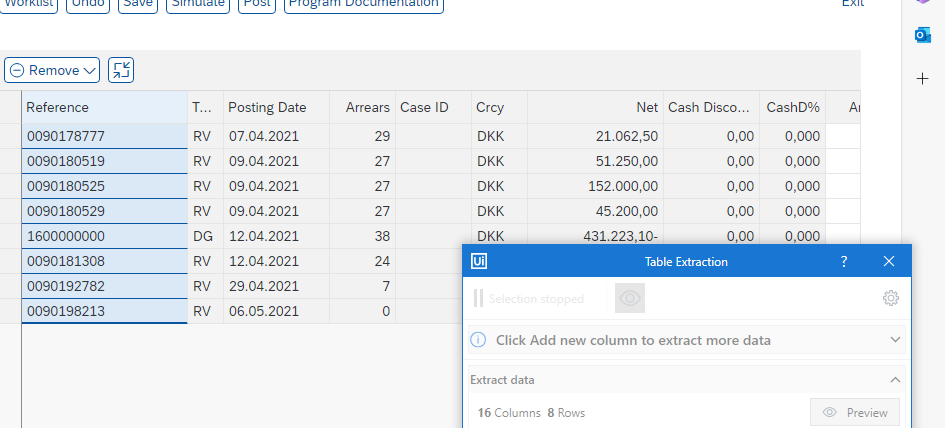 Worklist Undo Save Simulate Post Program Documentation Exit
Remove
Reference T... Posting Date Arrears Case ID Crcy Net Cash Disco... CashD%
0090178777 RV 07.04.2021 29 DKK 21.062,50 0,00 0,000
0090180519 RV 09.04.2021 27 DKK 51.250,00 0,00 0,000
0090180525 RV 09.04.2021 27 DKK 152.000,00 0,00 0,000
0090180529 RV 09.04.2021 27 DKK 45.200,00 0,00 0,000
1600000000 DG 12.04.2021 38 DKK 431.223,10- 0,00 0,000
0090181308 RV 12.04.2021 24
0090192782 RV 29.04.2021 7
0090198213 RV 06.05.2021 0
Ui Table Extraction ?
Selection stopped
Click Add new column to extract more data
Extract data
16 Columns 8 Rows Preview